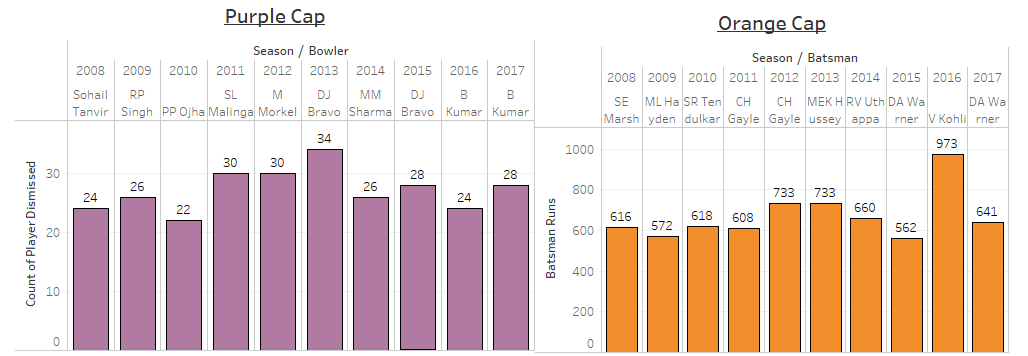 Purple Cap
Season / Bowler
2008 2009 2010 2011 2012 2013 2014 2015 2016 2017
Sohail RP SL M DJ MM DJ B B
Tanvir Singh PP Ojha Malinga Morkel Bravo Sharma Bravo Kumar Kumar
Count of Player Dismissed
30
20
10
0
24 26 22 30 30 34 26 28 24 28
Orange Cap
Season / Batsman
2008 2009 2010 2011 2012 2013 2014 2015 2016 2017
SE ML Ha SR Ten CH CH MEK H RV Uth DA Wa DA Wa
Marsh yden dulkar Gayle Gayle ussey appa rner V Kohli rner
Batsman Runs
1000
800
600
400
200
0
616 572 618 608 733 733 660 562 973 641